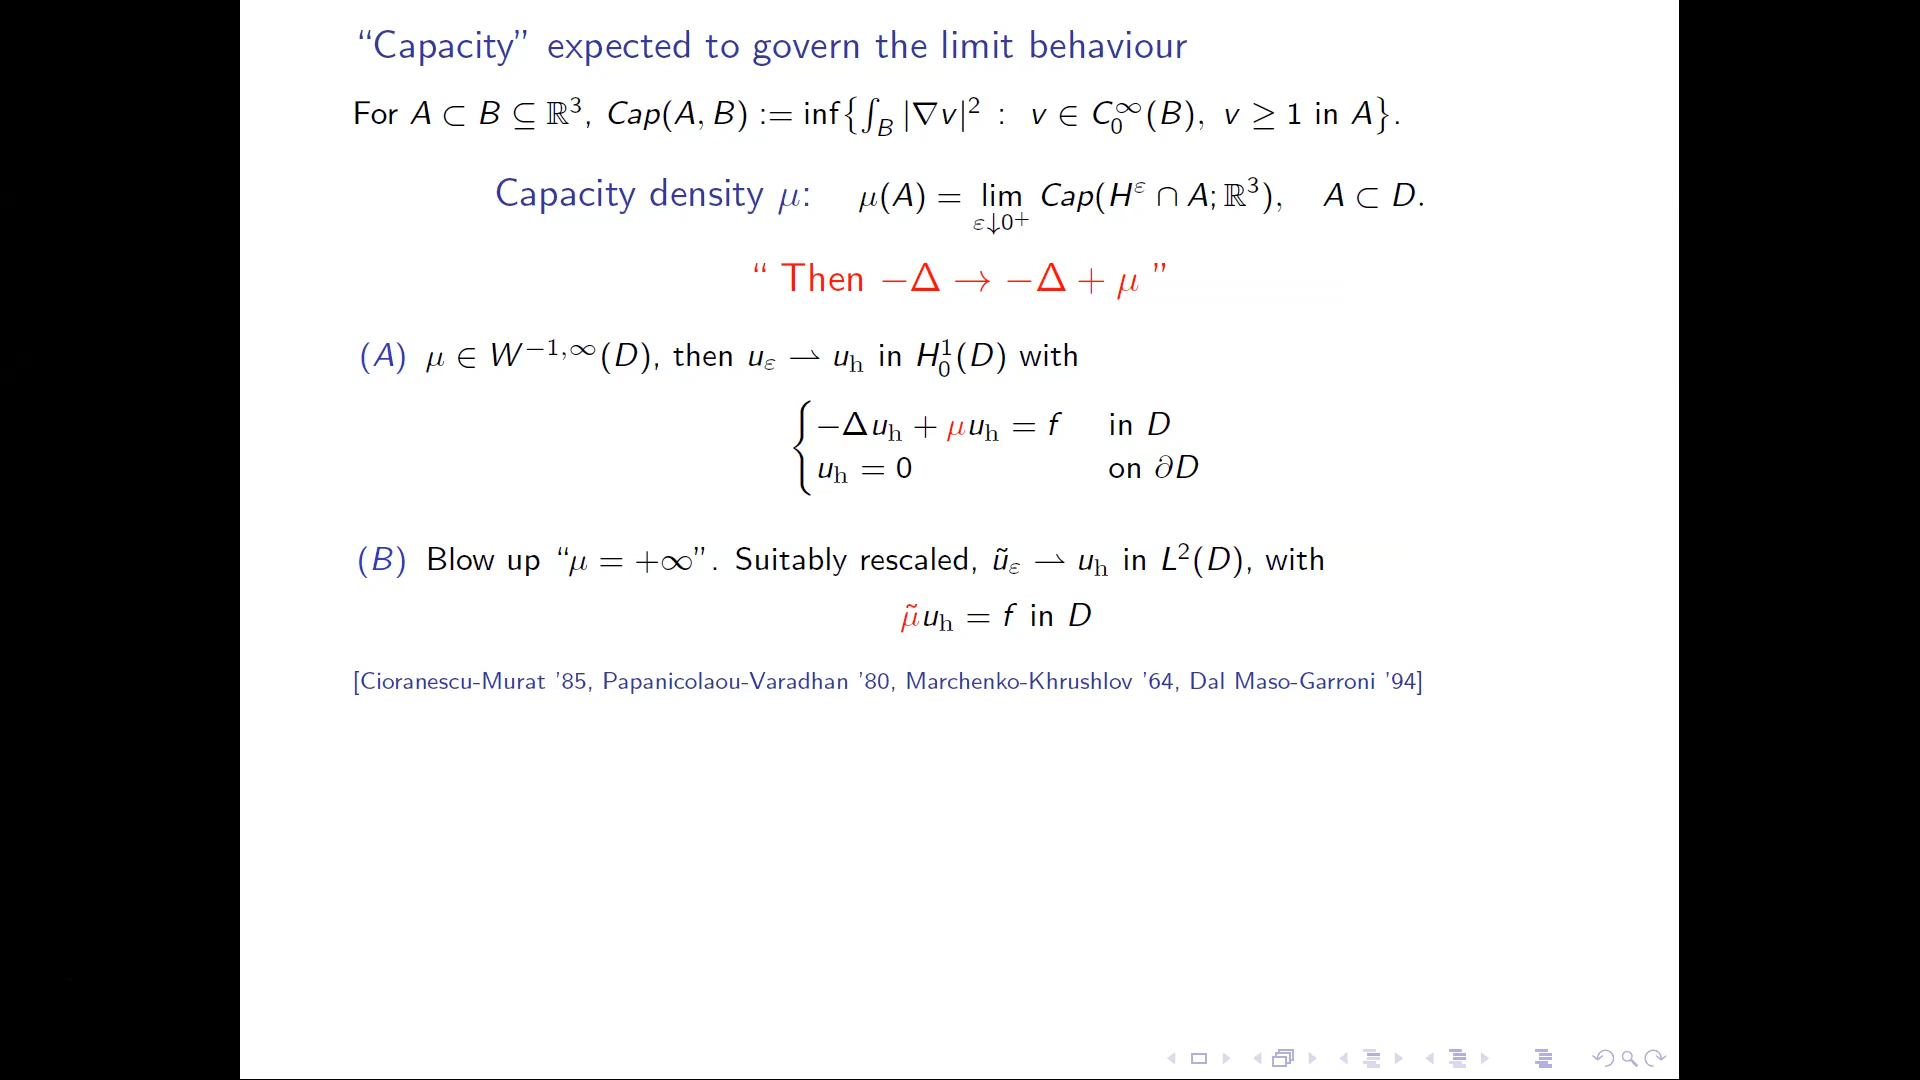 “Capacity” expected to govern the limit behaviour
For A ⊂ B ⊆ ℝ³, Cap(A, B) := inf{∫_B |∇v|² : v ∈ C₀^∞(B), v ≥ 1 in A}.
Capacity density μ: μ(A) = lim_{ε↓0⁺} Cap(H^ε ∩ A; ℝ³), A ⊂ D.
“ Then −Δ → −Δ + μ ”
(A) μ ∈ W^{−1,∞}(D), then u_ε ⇀ u_h in H₀¹(D) with
−Δu_h + μu_h = f in D
u_h = 0 on ∂D
(B) Blow up “μ = +∞”. Suitably rescaled, ũ_ε ⇀ u_h in L²(D), with
μ̃u_h = f in D
[Cioranescu-Murat ’85, Papanicolaou-Varadhan ’80, Marchenko-Khrushlov ’64, Dal Maso-Garroni ’94]